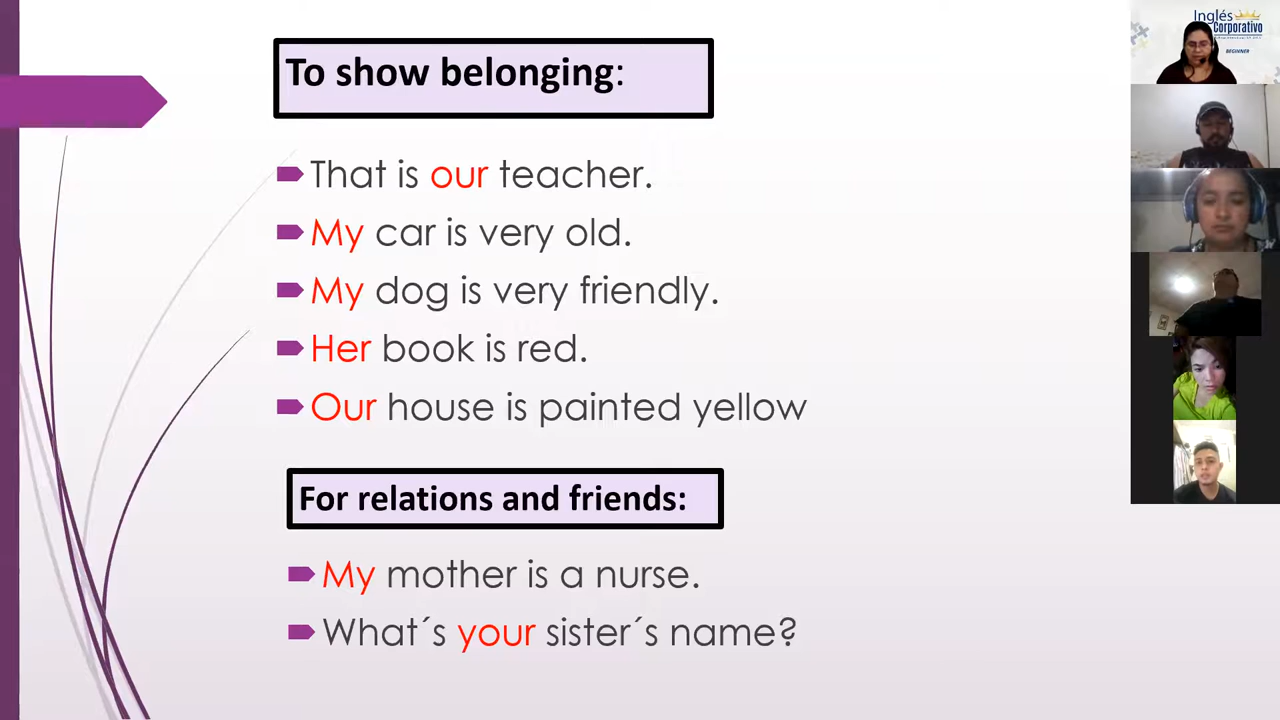 To show belonging:
That is our teacher.
My car is very old.
My dog is very friendly.
Her book is red.
Our house is painted yellow
For relations and friends:
My mother is a nurse.
What´s your sister´s name?
Inglés
Corporativo
BEGINNER